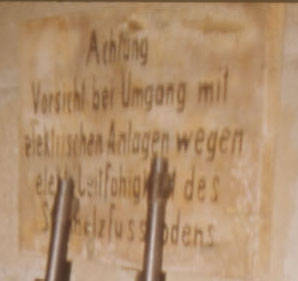 Achtung
Vorsicht bei Umgang mit
elektrischen Anlagen wegen
des